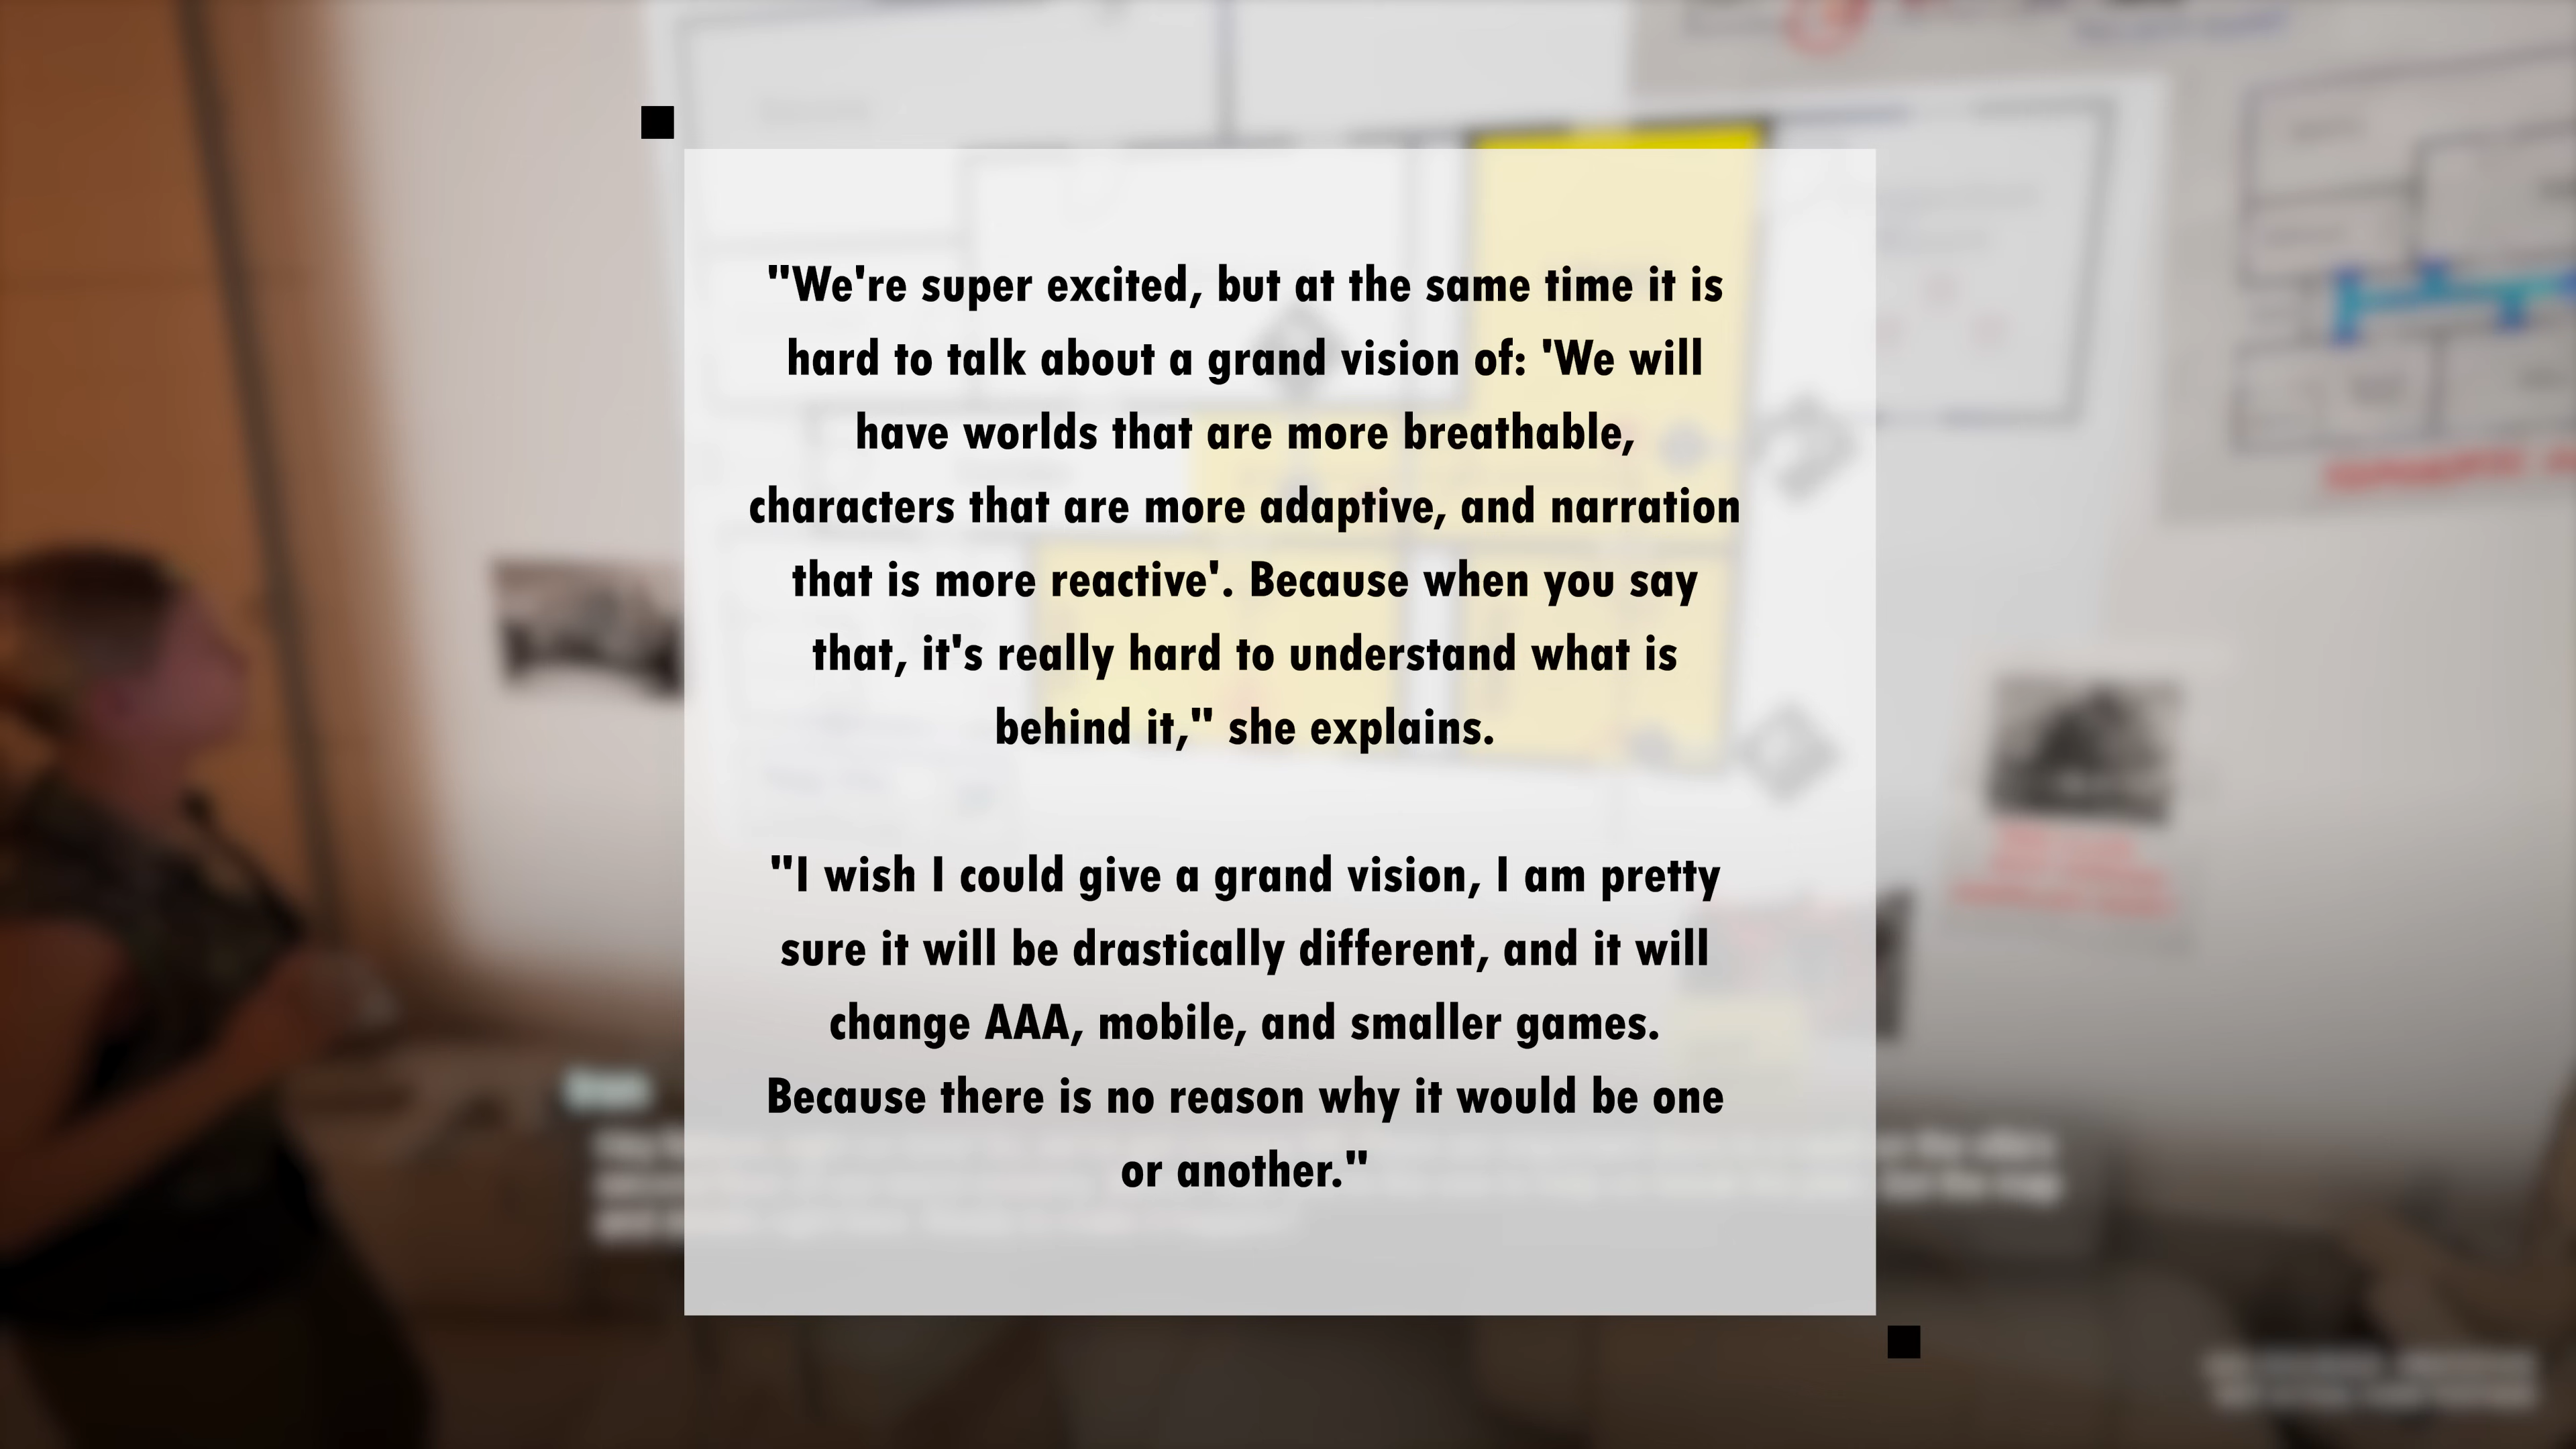 "We're super excited, but at the same time it is
hard to talk about a grand vision of: 'We will
have worlds that are more breathable,
characters that are more adaptive, and narration
that is more reactive'. Because when you say
that, it's really hard to understand what is
behind it," she explains.
"I wish I could give a grand vision, I am pretty
sure it will be drastically different, and it will
change AAA, mobile, and smaller games.
Because there is no reason why it would be one
or another."